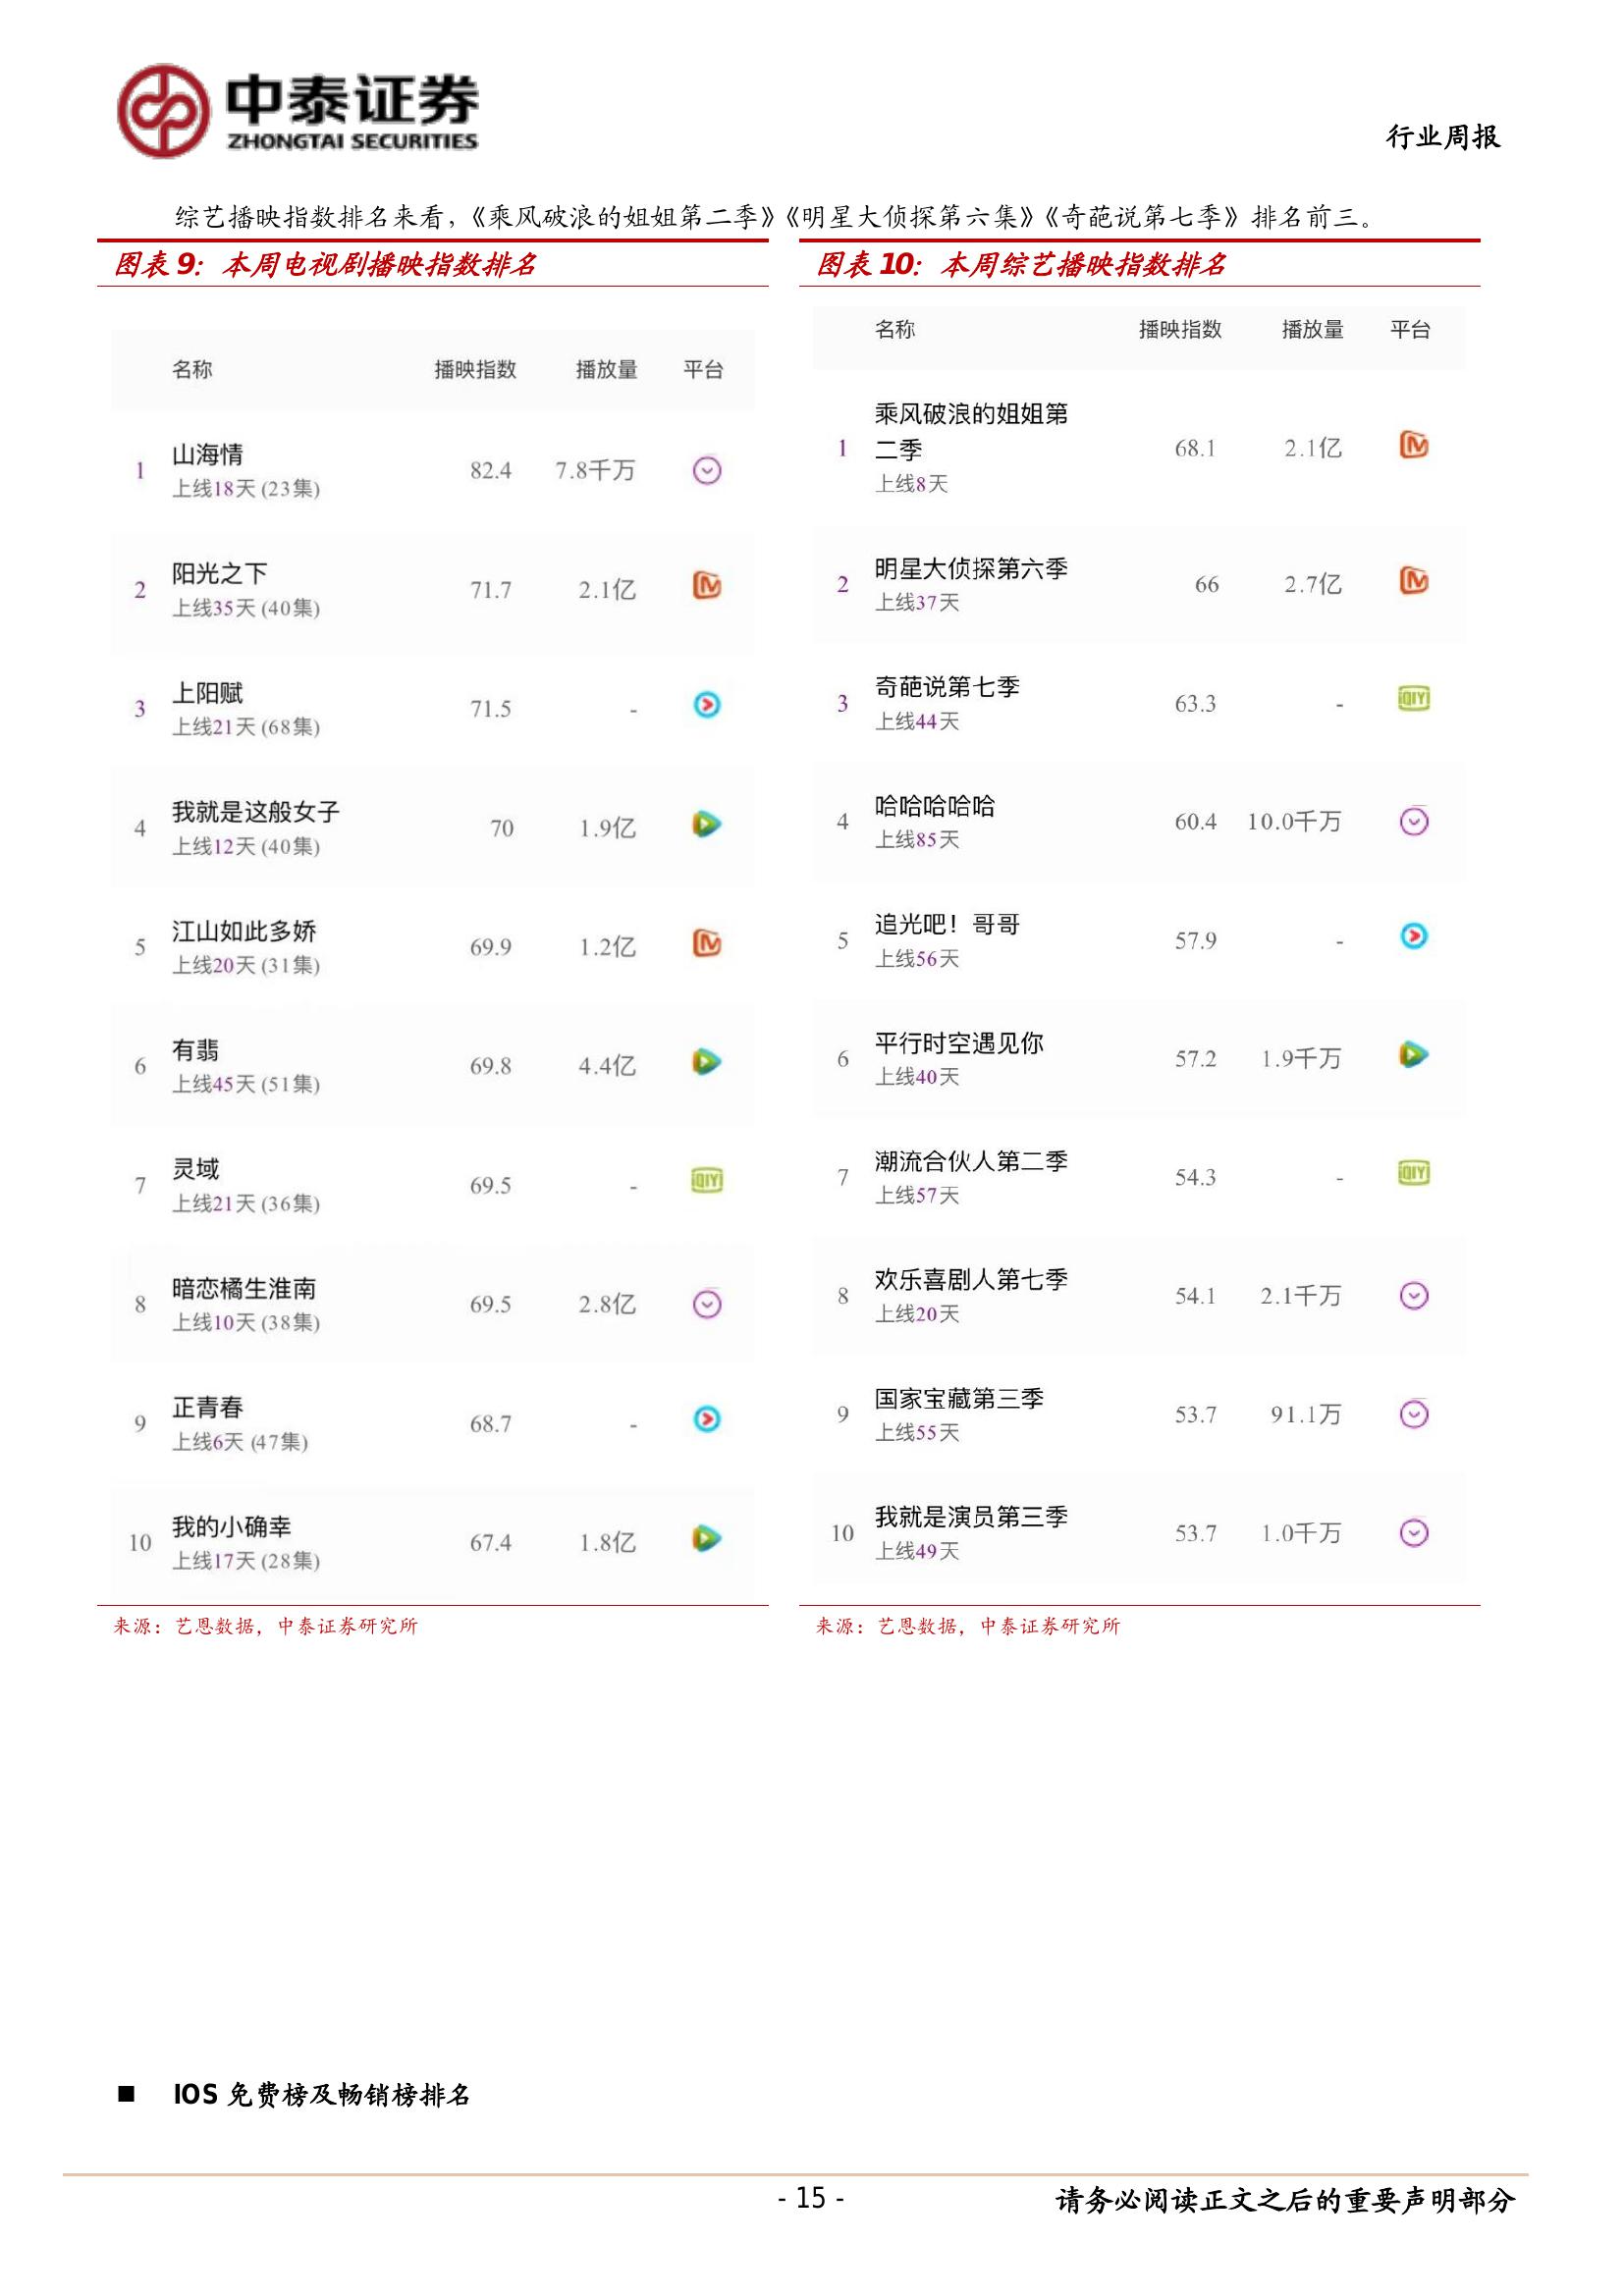 中泰证券
ZHONGTAI SECURITIES
行业周报
综艺播映指数排名来看，《乘风破浪的姐姐第二季》《明星大侦探第六集》《奇葩说第七季》排名前三。
图表 9：本周电视剧播映指数排名
名称 播映指数 播放量 平台
1 山海情 82.4 7.8千万
上线18天 (23集)
2 阳光之下 71.7 2.1亿
上线35天 (40集)
3 上阳赋 71.5 -
上线21天 (68集)
4 我就是这般女子 70 1.9亿
上线12天 (40集)
5 江山如此多娇 69.9 1.2亿
上线20天 (31集)
6 有翡 69.8 4.4亿
上线45天 (51集)
7 灵域 69.5 - QIY
上线21天 (36集)
8 暗恋橘生淮南 69.5 2.8亿
上线10天 (38集)
9 正青春 68.7 -
上线6天 (47集)
10 我的小确幸 67.4 1.8亿
上线17天 (28集)
来源：艺恩数据，中泰证券研究所
图表 10：本周综艺播映指数排名
名称 播映指数 播放量 平台
乘风破浪的姐姐第
1 二季 68.1 2.1亿
上线8天
2 明星大侦探第六季 66 2.7亿
上线37天
3 奇葩说第七季 63.3 - QIY
上线44天
4 哈哈哈哈哈 60.4 10.0千万
上线85天
5 追光吧！哥哥 57.9 -
上线56天
6 平行时空遇见你 57.2 1.9千万
上线40天
7 潮流合伙人第二季 54.3 - QIY
上线57天
8 欢乐喜剧人第七季 54.1 2.1千万
上线20天
9 国家宝藏第三季 53.7 91.1万
上线55天
10 我就是演员第三季 53.7 1.0千万
上线49天
来源：艺恩数据，中泰证券研究所
■ IOS 免费榜及畅销榜排名
- 15 -
请务必阅读正文之后的重要声明部分